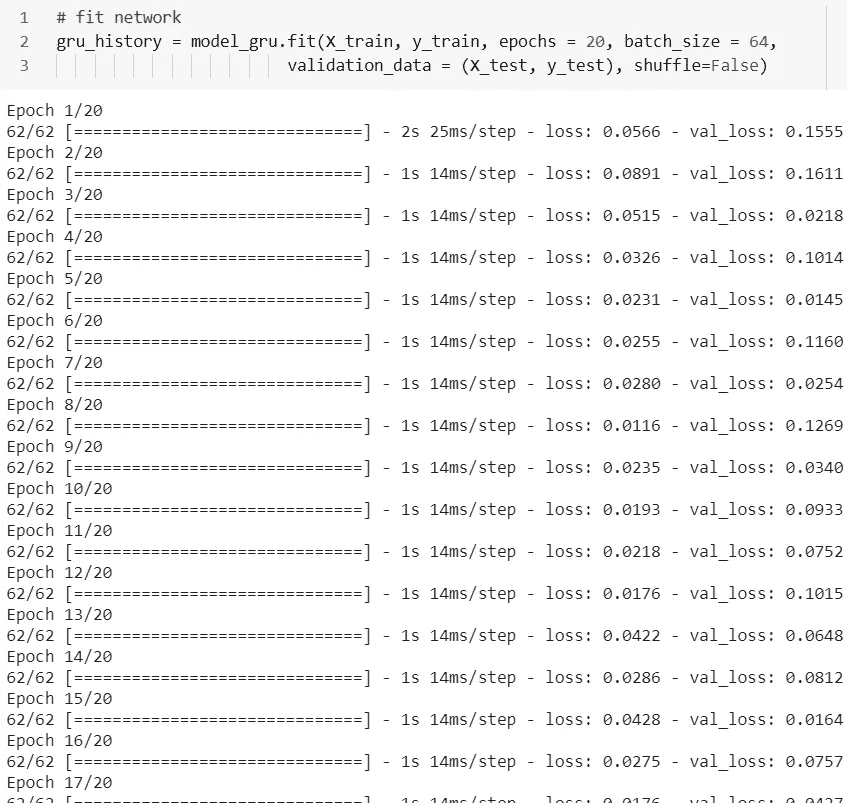 1 # fit network
2 gru_history = model_gru.fit(X_train, y_train, epochs = 20, batch_size = 64,
3 validation_data = (X_test, y_test), shuffle=False)
Epoch 1/20
62/62 [==============================] - 2s 25ms/step - loss: 0.0566 - val_loss: 0.1555
Epoch 2/20
62/62 [==============================] - 1s 14ms/step - loss: 0.0891 - val_loss: 0.1611
Epoch 3/20
62/62 [==============================] - 1s 14ms/step - loss: 0.0515 - val_loss: 0.0218
Epoch 4/20
62/62 [==============================] - 1s 14ms/step - loss: 0.0326 - val_loss: 0.1014
Epoch 5/20
62/62 [==============================] - 1s 14ms/step - loss: 0.0231 - val_loss: 0.0145
Epoch 6/20
62/62 [==============================] - 1s 14ms/step - loss: 0.0255 - val_loss: 0.1160
Epoch 7/20
62/62 [==============================] - 1s 14ms/step - loss: 0.0280 - val_loss: 0.0254
Epoch 8/20
62/62 [==============================] - 1s 14ms/step - loss: 0.0116 - val_loss: 0.1269
Epoch 9/20
62/62 [==============================] - 1s 14ms/step - loss: 0.0235 - val_loss: 0.0340
Epoch 10/20
62/62 [==============================] - 1s 14ms/step - loss: 0.0193 - val_loss: 0.0933
Epoch 11/20
62/62 [==============================] - 1s 14ms/step - loss: 0.0218 - val_loss: 0.0752
Epoch 12/20
62/62 [==============================] - 1s 14ms/step - loss: 0.0176 - val_loss: 0.1015
Epoch 13/20
62/62 [==============================] - 1s 14ms/step - loss: 0.0422 - val_loss: 0.0648
Epoch 14/20
62/62 [==============================] - 1s 14ms/step - loss: 0.0286 - val_loss: 0.0812
Epoch 15/20
62/62 [==============================] - 1s 14ms/step - loss: 0.0428 - val_loss: 0.0164
Epoch 16/20
62/62 [==============================] - 1s 14ms/step - loss: 0.0275 - val_loss: 0.0757
Epoch 17/20